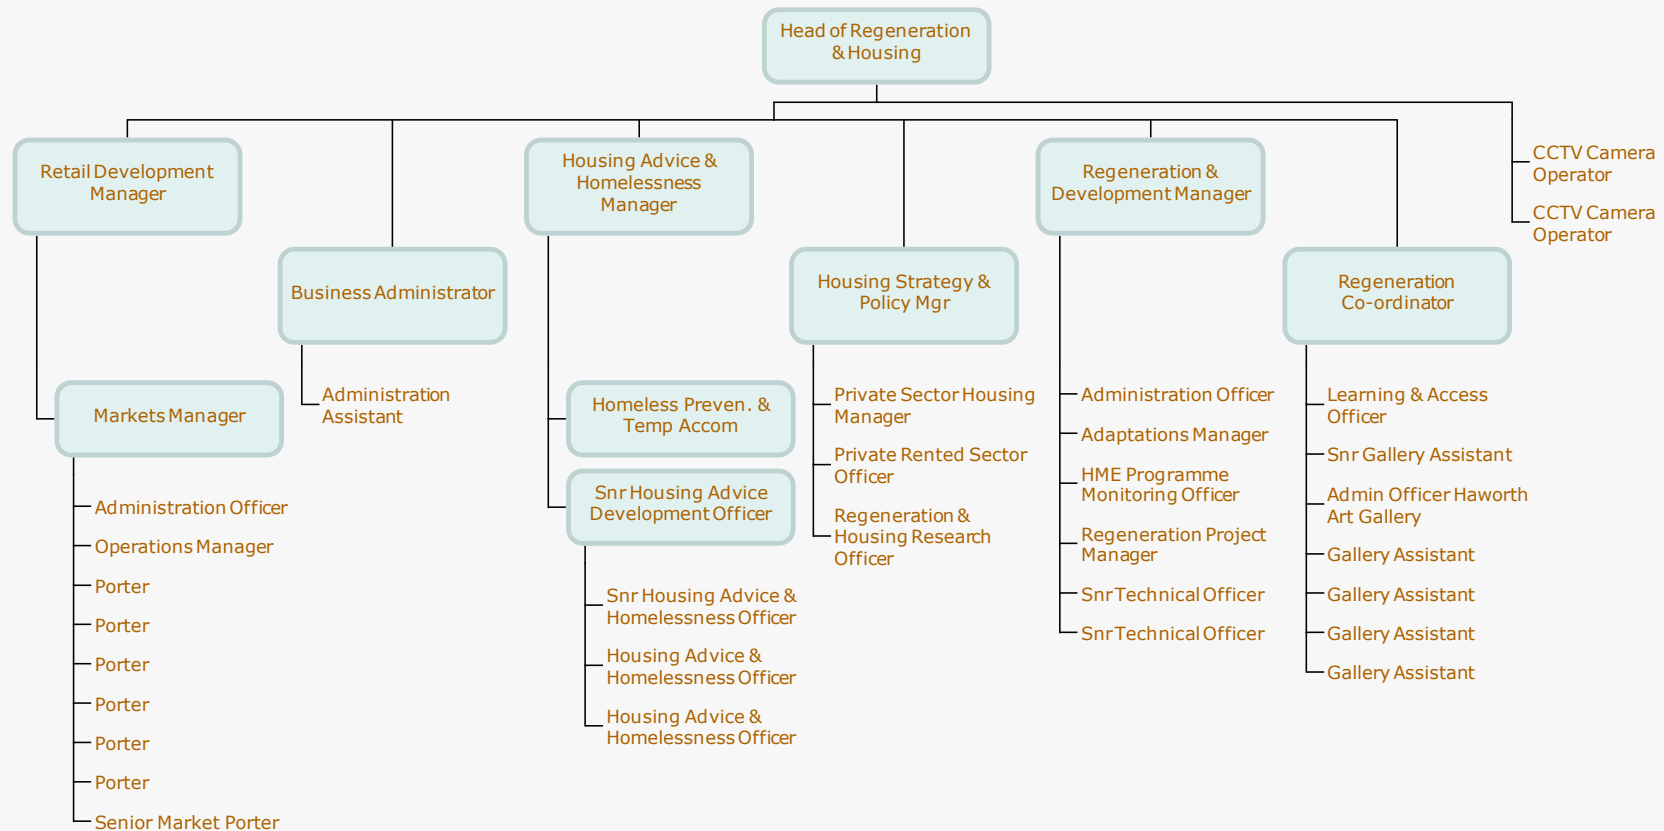 Head of Regeneration
& Housing
Retail Development
Manager
Housing Advice &
Homelessness
Manager
Regeneration &
Development Manager
CCTV Camera
Operator
CCTV Camera
Operator
Business Administrator
Housing Strategy &
Policy Mgr
Regeneration
Co-ordinator
Markets Manager
Administration
Assistant
Homeless Preven. &
Temp Accom
Snr Housing Advice
Development Officer
Private Sector Housing
Manager
Private Rented Sector
Officer
Regeneration &
Housing Research
Officer
Administration Officer
Adaptations Manager
HME Programme
Monitoring Officer
Regeneration Project
Manager
Snr Technical Officer
Snr Technical Officer
Learning & Access
Officer
Snr Gallery Assistant
Admin Officer Haworth
Art Gallery
Gallery Assistant
Gallery Assistant
Gallery Assistant
Gallery Assistant
Administration Officer
Operations Manager
Porter
Porter
Porter
Porter
Porter
Porter
Senior Market Porter
Snr Housing Advice &
Homelessness Officer
Housing Advice &
Homelessness Officer
Housing Advice &
Homelessness Officer